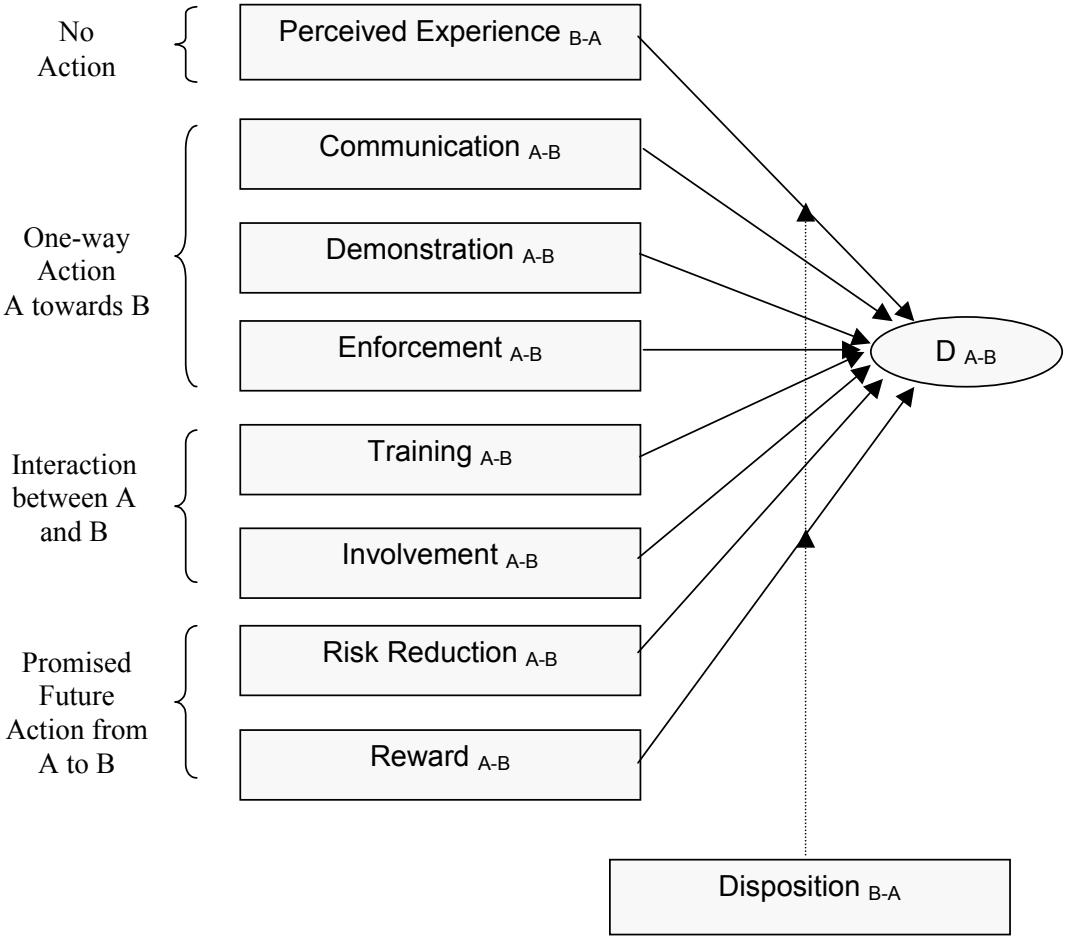 No
Action
Perceived Experience B-A
Communication A-B
One-way
Action
A towards B
Demonstration A-B
Enforcement A-B
D A-B
Interaction
between A
and B
Training A-B
Involvement A-B
Promised
Future
Action from
A to B
Risk Reduction A-B
Reward A-B
Disposition B-A